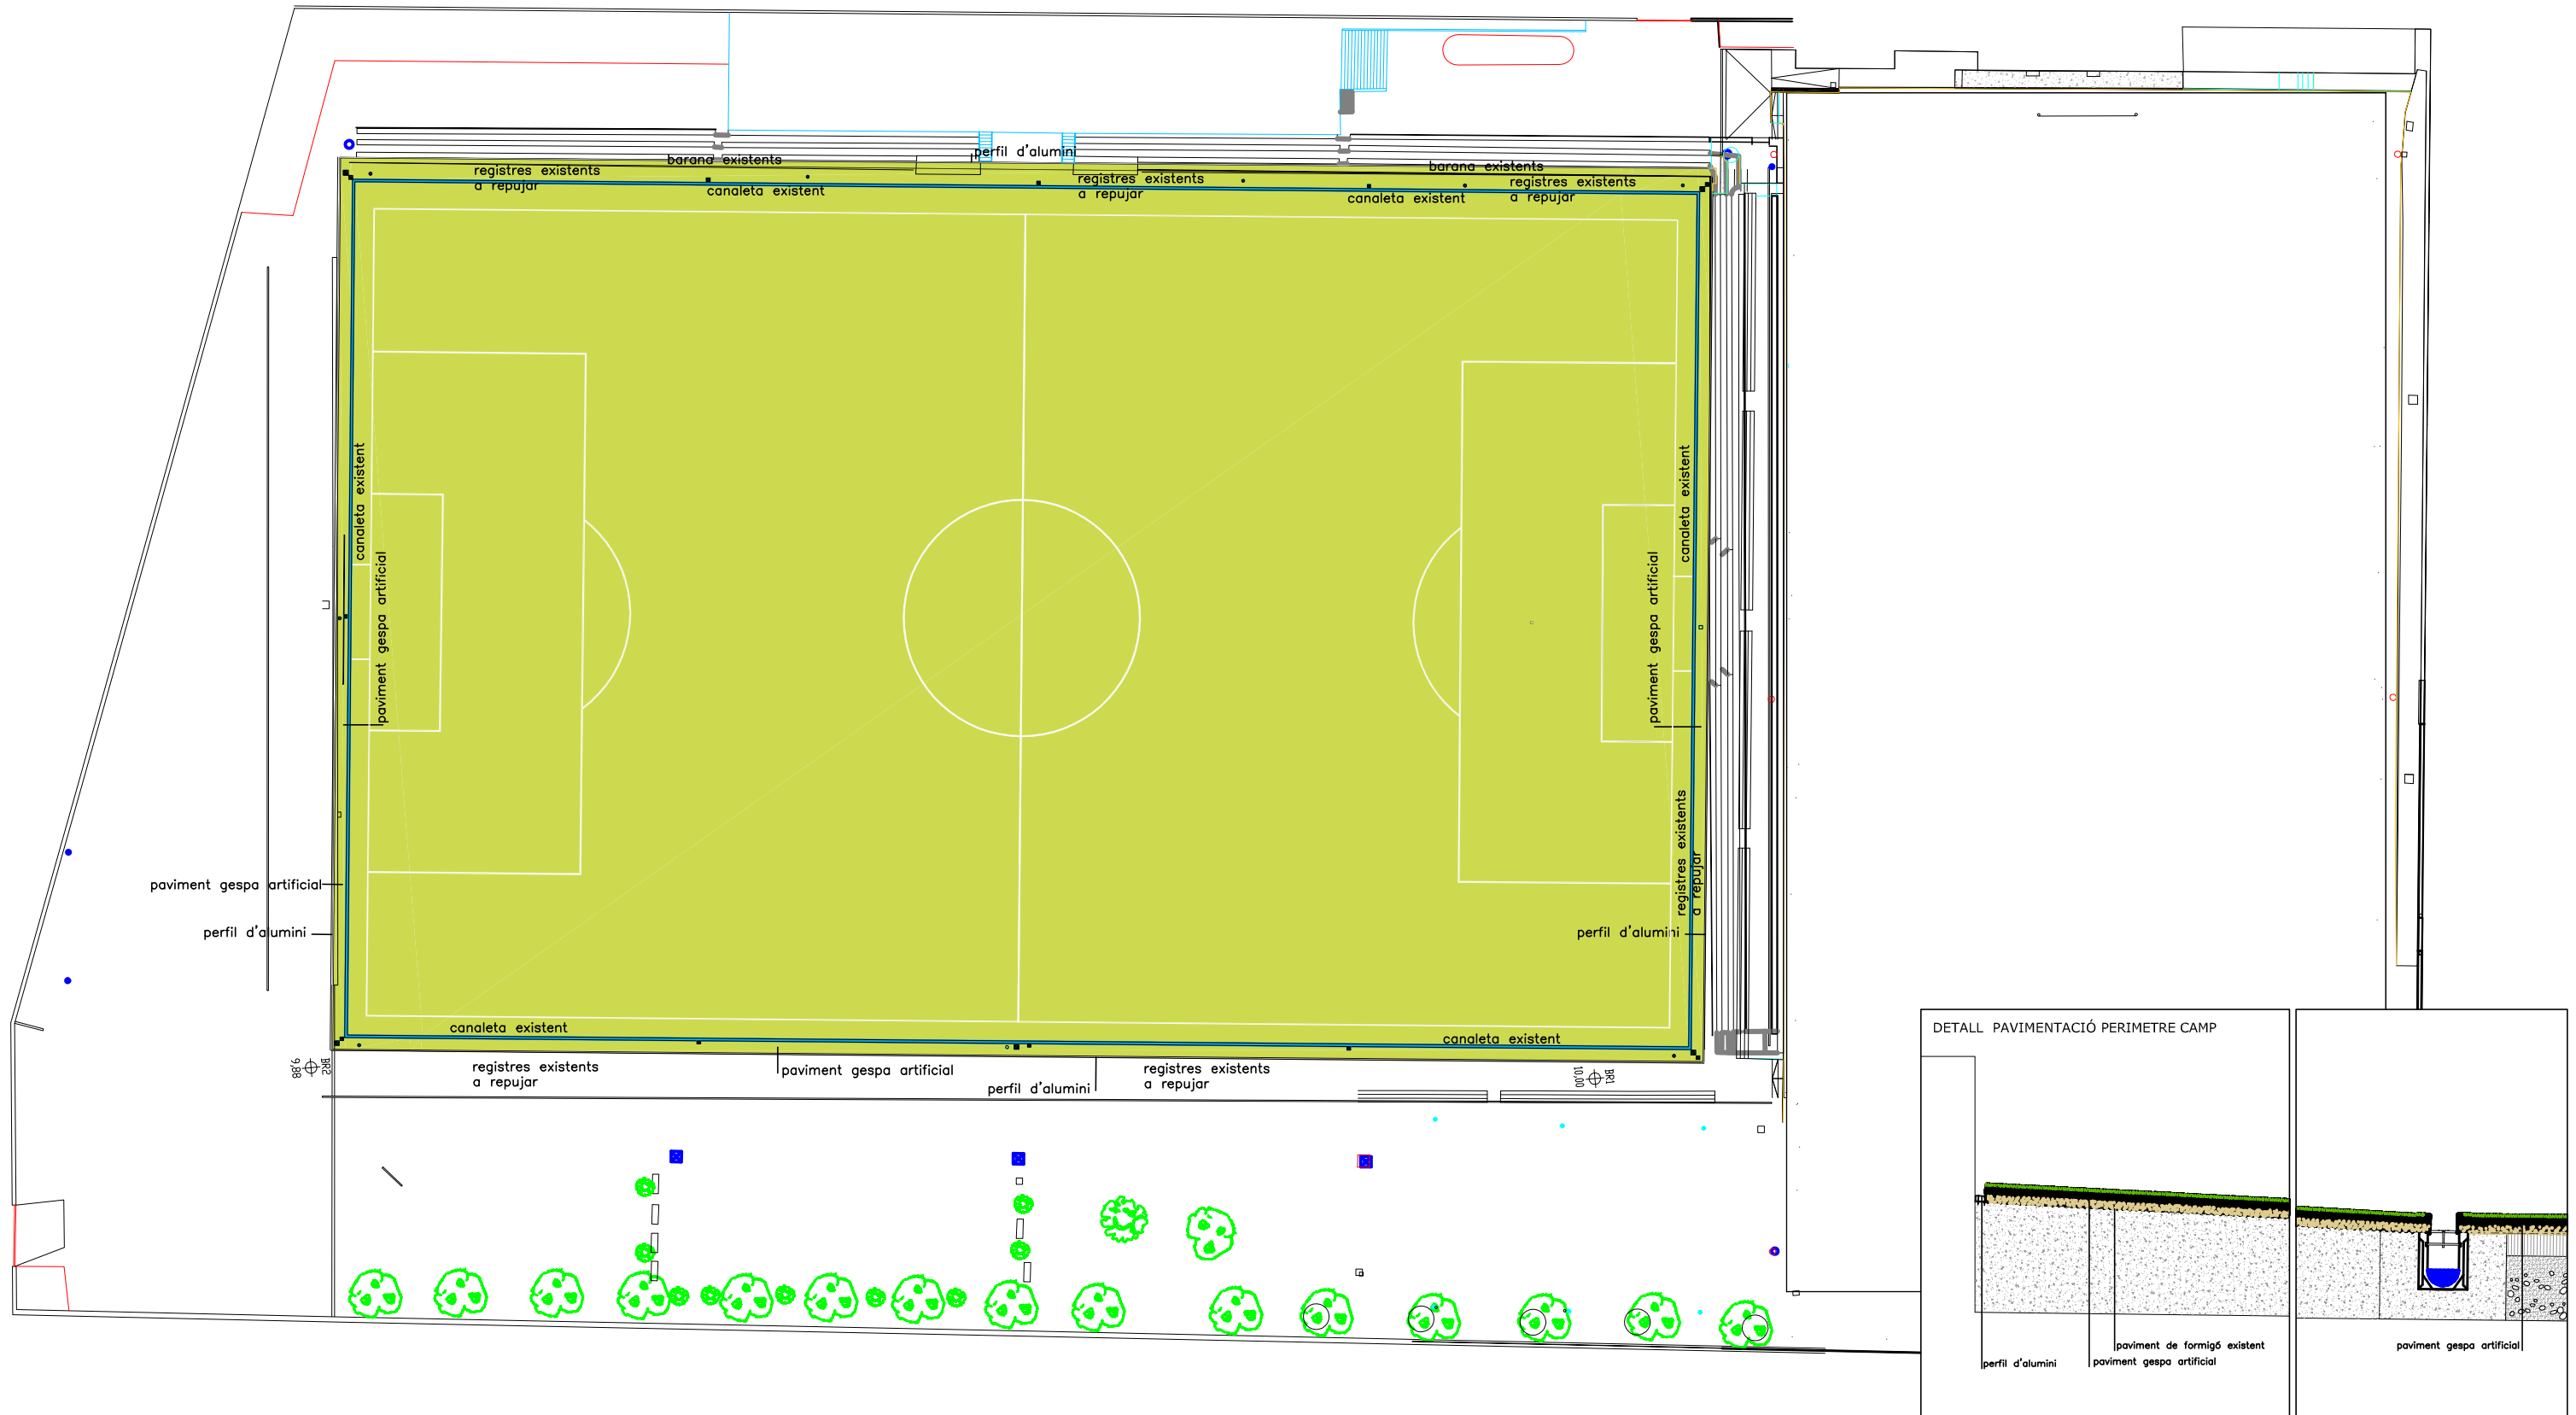 perfil d'alumini
barana existents
barana existents
registres existents
a repujar
canaleta existent
registres existents
a repujar
canaleta existent
registres existents
a repujar
canaleta existent
paviment gespa artificial
canaleta existent
paviment gespa artificial
registres existents
a repujar
paviment gespa artificial
perfil d'alumini
perfil d'alumini
canaleta existent
canaleta existent
BR2
9,88
registres existents
a repujar
paviment gespa artificial
perfil d'alumini
registres existents
a repujar
BR1
10,00
DETALL PAVIMENTACIÓ PERIMETRE CAMP
paviment de formigó existent
perfil d'alumini
paviment gespa artificial
paviment gespa artificial